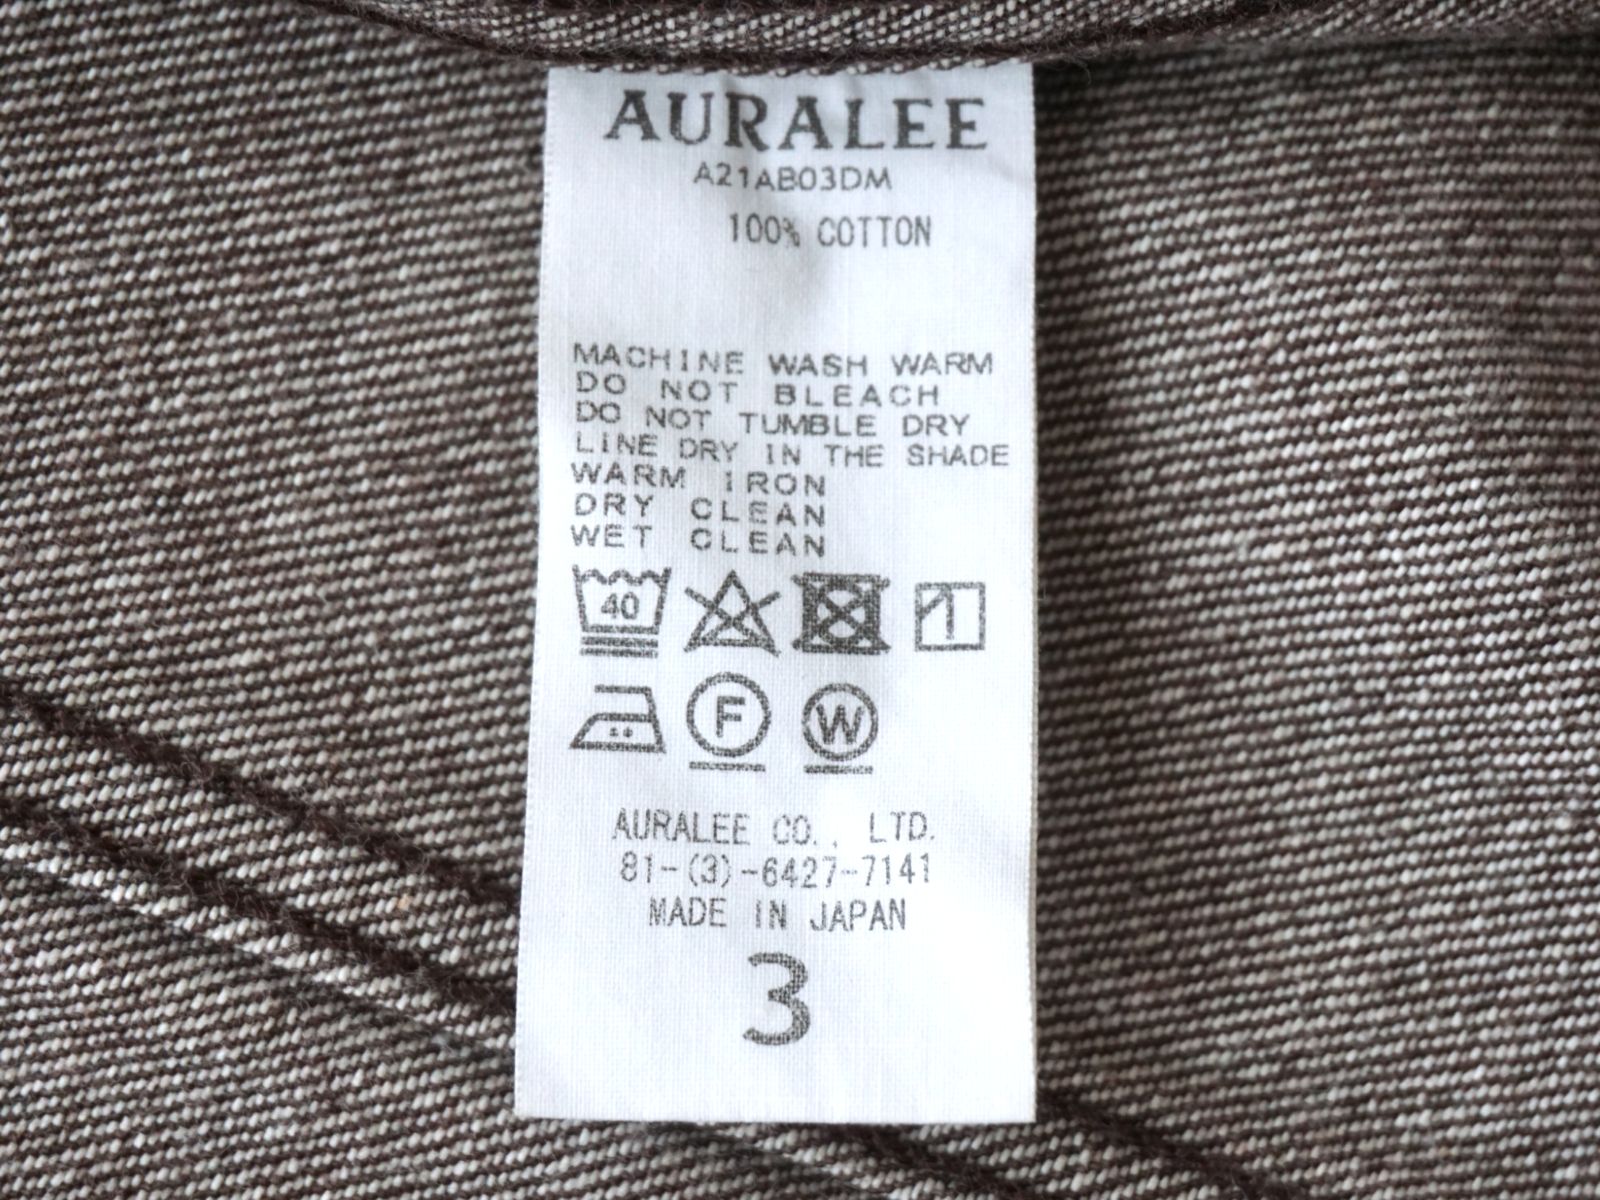 AURALEE
A21AB03DM
100% COTTON
MACHINE WASH WARM
DO NOT BLEACH
DO NOT TUMBLE DRY
LINE DRY IN THE SHADE
WARM IRON
DRY CLEAN
WET CLEAN
40
F W
AURALEE CO., LTD.
81-(3)-6427-7141
MADE IN JAPAN
3